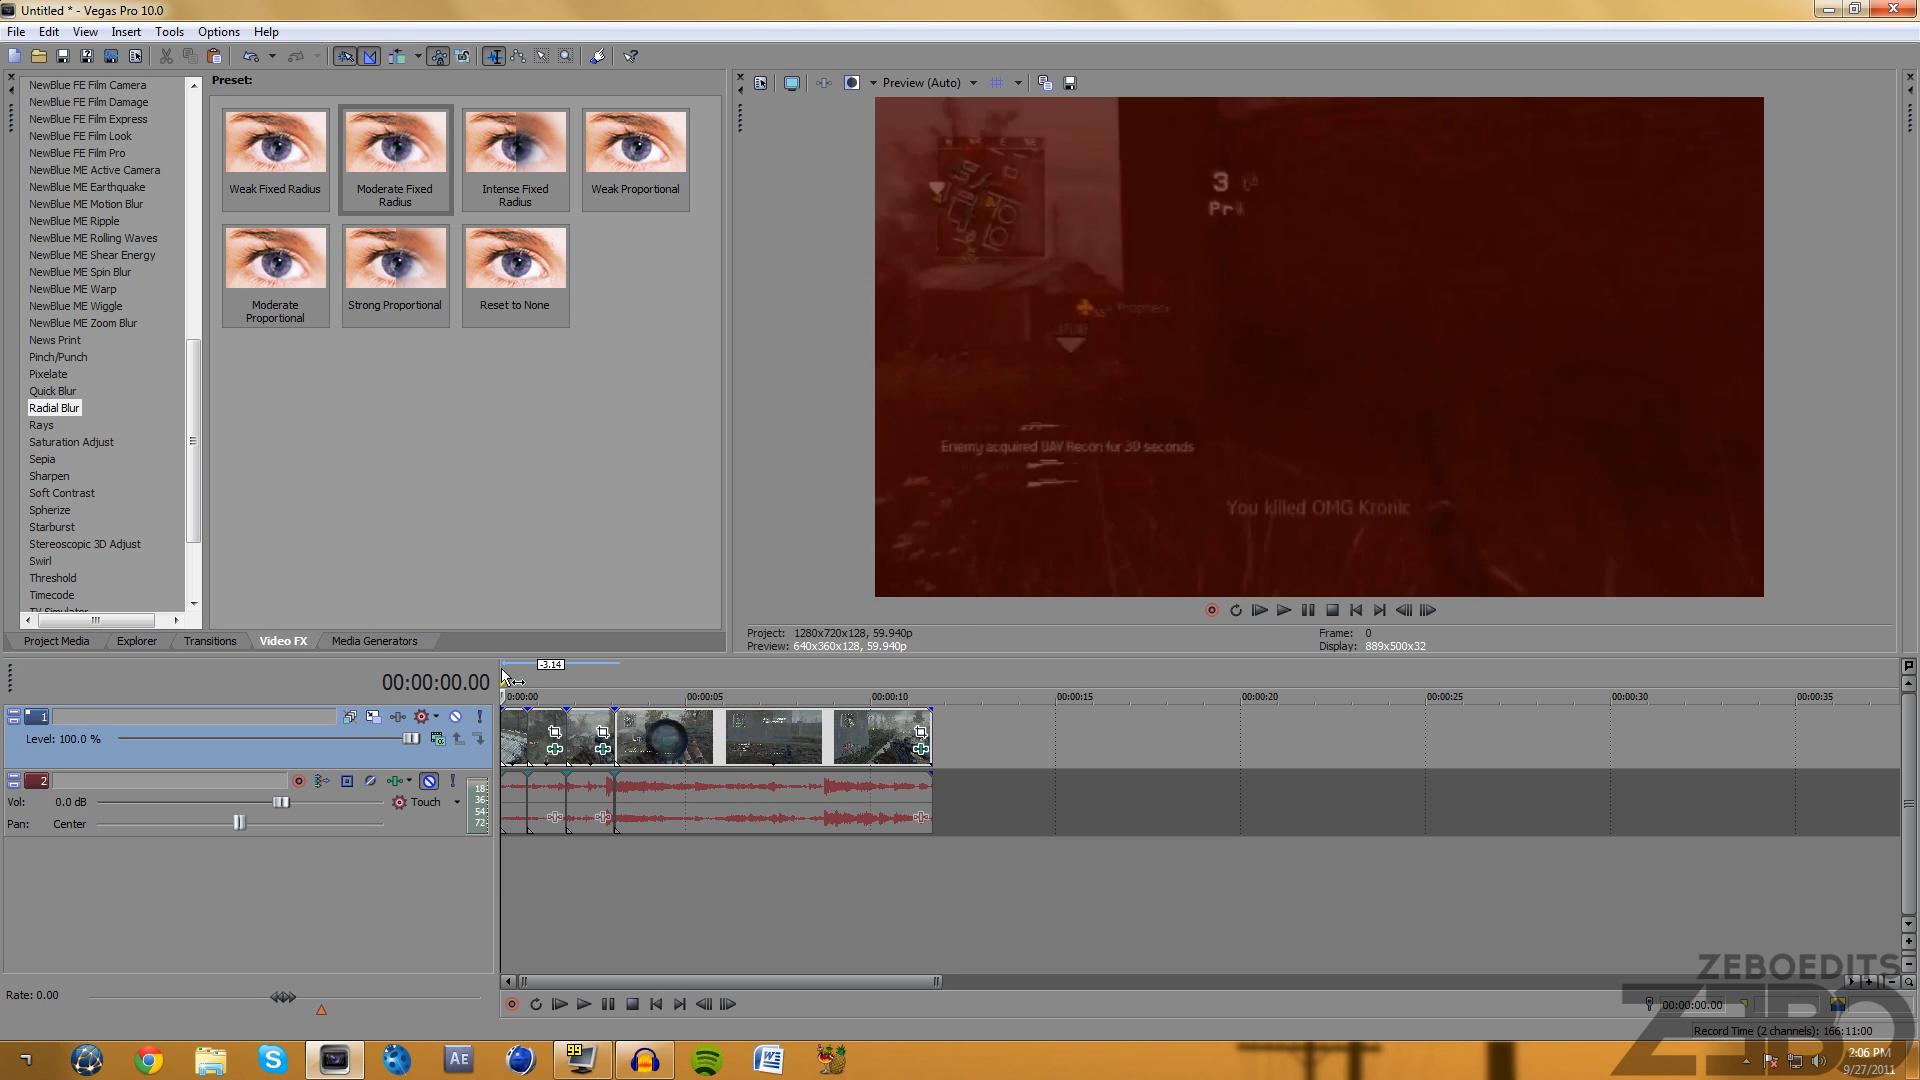 Untitled * - Vegas Pro 10.0
File Edit View Insert Tools Options Help
NewBlue FE Film Camera
NewBlue FE Film Damage
NewBlue FE Film Express
NewBlue FE Film Look
NewBlue FE Film Pro
NewBlue ME Active Camera
NewBlue ME Earthquake
NewBlue ME Motion Blur
NewBlue ME Ripple
NewBlue ME Rolling Waves
NewBlue ME Shear Energy
NewBlue ME Spin Blur
NewBlue ME Warp
NewBlue ME Wiggle
NewBlue ME Zoom Blur
News Print
Pinch/Punch
Pixelate
Quick Blur
Radial Blur
Rays
Saturation Adjust
Sepia
Sharpen
Soft Contrast
Spherize
Starburst
Stereoscopic 3D Adjust
Swirl
Threshold
Timecode
TV Simulator
Preset:
Weak Fixed Radius
Moderate Fixed Radius
Intense Fixed Radius
Weak Proportional
Moderate Proportional
Strong Proportional
Reset to None
Project Media Explorer Transitions Video FX Media Generators
Preview (Auto)
3
Enemy acquired UAV Recon for 30 seconds
You killed OMG Kronic
Project: 1280x720x128, 59.940p
Preview: 640x360x128, 59.940p
Frame: 0
Display: 889x500x32
00:00:00.00
-3.14
0:00:00 00:00:05 00:00:10 00:00:15 00:00:20 00:00:25 00:00:30 00:00:35
1
Level: 100.0 %
2
Vol: 0.0 dB Touch
Pan: Center
18
36
54
72
Rate: 0.00
ZEBOEDITS
ZEBO
00:00:00.00
Record Time (2 channels): 166:11:00
AE
99
2:06 PM
9/27/2011